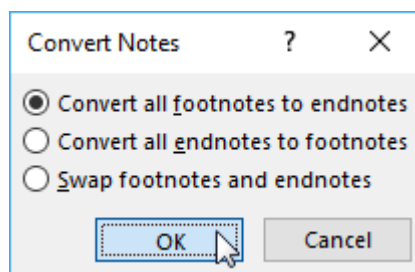 Convert Notes ?
Convert all footnotes to endnotes
Convert all endnotes to footnotes
Swap footnotes and endnotes
OK Cancel